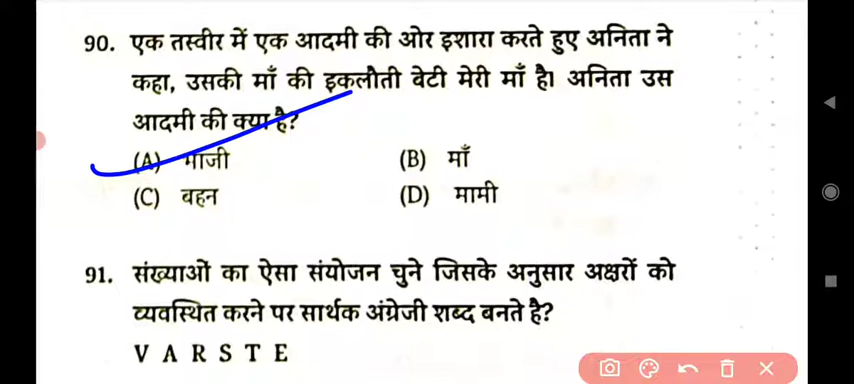 90. एक तस्वीर में एक आदमी की ओर इशारा करते हुए अनिता ने
कहा, उसकी माँ की इकलौती बेटी मेरी माँ है। अनिता उस
आदमी की क्या है?
(A) भाजी (B) माँ
(C) बहन (D) मामी
91. संख्याओं का ऐसा संयोजन चुने जिसके अनुसार अक्षरों को
व्यवस्थित करने पर सार्थक अंग्रेजी शब्द बनते है?
V A R S T E